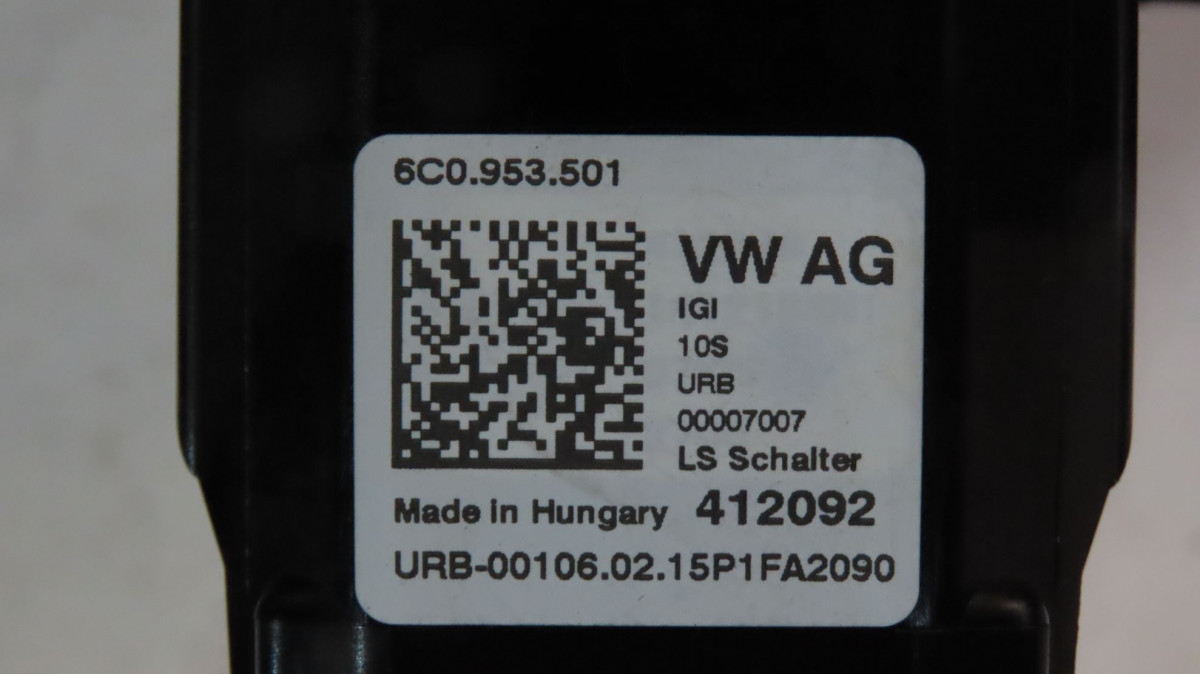 6C0.953.501
VW AG
IGI
10S
URB
00007007
LS Schalter
Made in Hungary 412092
URB-00106.02.15P1FA2090